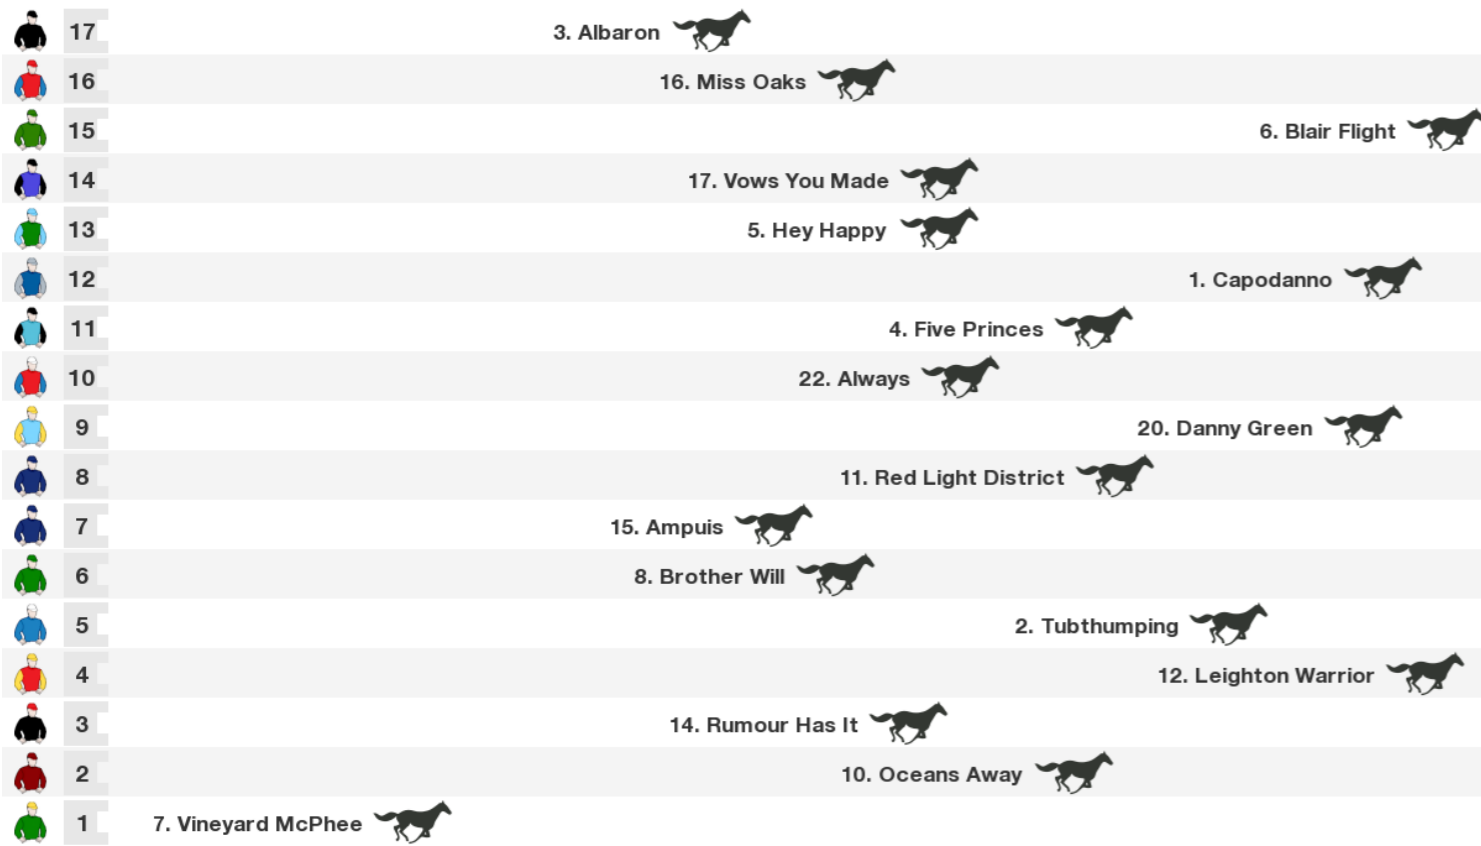 17 3. Albaron
16 16. Miss Oaks
15 6. Blair Flight
14 17. Vows You Made
13 5. Hey Happy
12 1. Capodanno
11 4. Five Princes
10 22. Always
9 20. Danny Green
8 11. Red Light District
7 15. Ampuis
6 8. Brother Will
5 2. Tubthumping
4 12. Leighton Warrior
3 14. Rumour Has It
2 10. Oceans Away
1 7. Vineyard McPhee